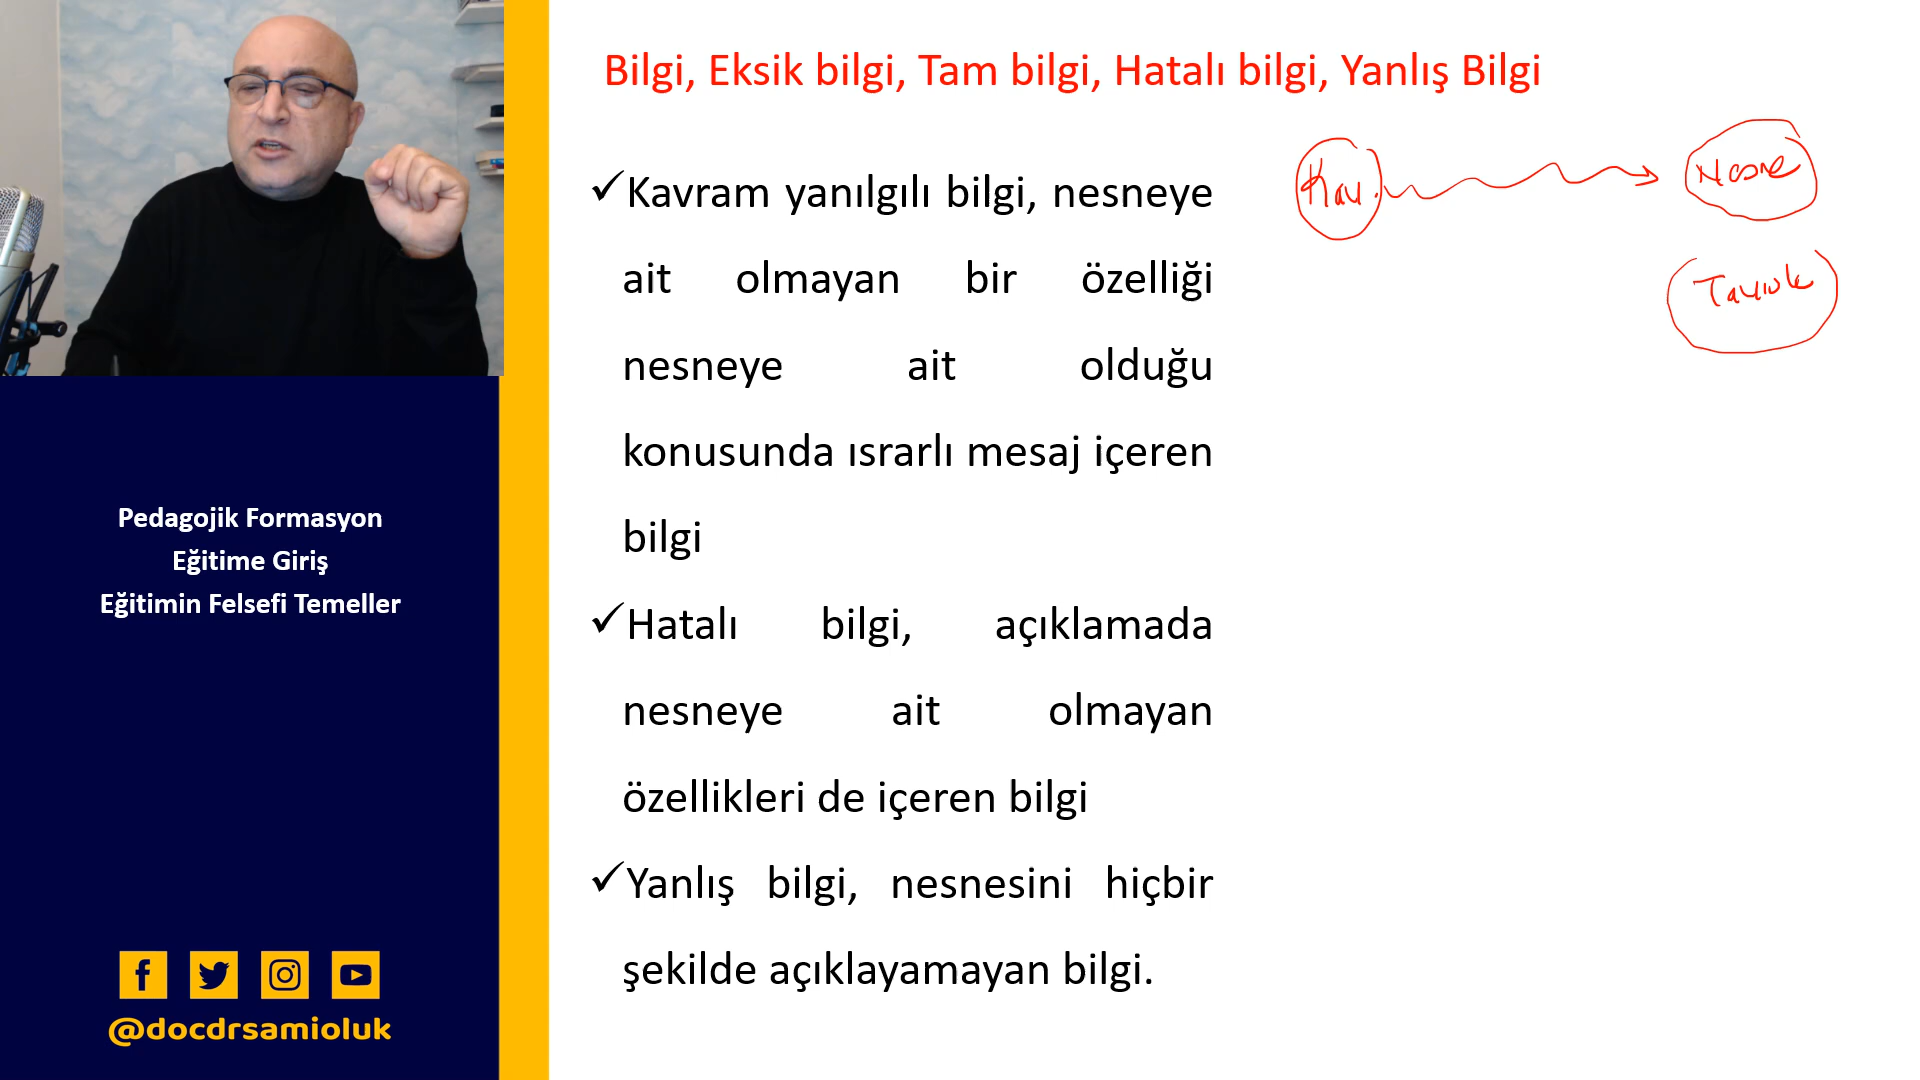 Bilgi, Eksik bilgi, Tam bilgi, Hatalı bilgi, Yanlış Bilgi
✓Kavram yanılgılı bilgi, nesneye
ait olmayan bir özelliği
nesneye ait olduğu
konusunda ısrarlı mesaj içeren
bilgi
✓Hatalı bilgi, açıklamada
nesneye ait olmayan
özellikleri de içeren bilgi
✓Yanlış bilgi, nesnesini hiçbir
şekilde açıklayamayan bilgi.
Kav.
Nesne
Pedagojik Formasyon
Eğitime Giriş
Eğitimin Felsefi Temeller
@docdrsamioluk